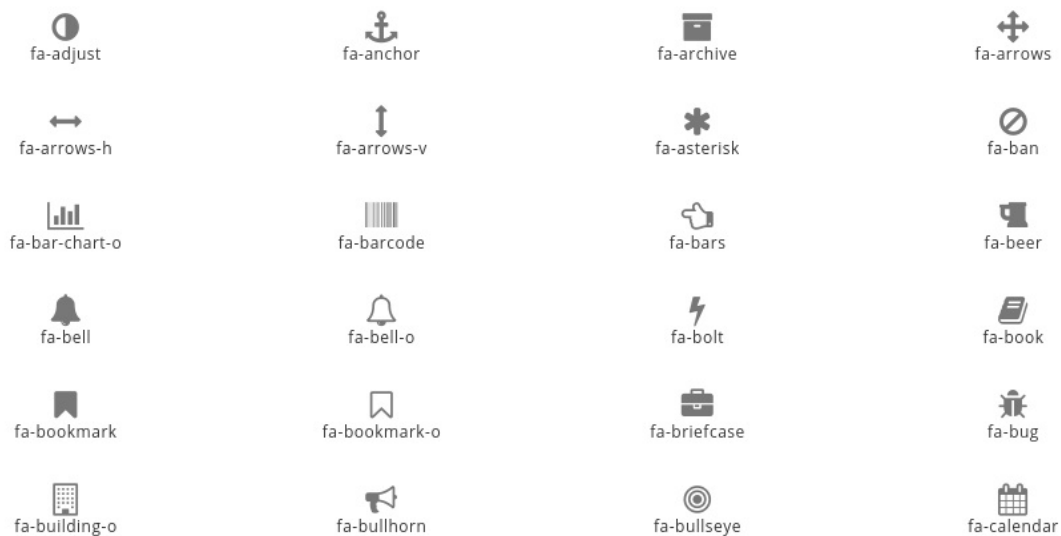 fa-adjust fa-anchor fa-archive fa-arrows
fa-arrows-h fa-arrows-v fa-asterisk fa-ban
fa-bar-chart-o fa-barcode fa-bars fa-beer
fa-bell fa-bell-o fa-bolt fa-book
fa-bookmark fa-bookmark-o fa-briefcase fa-bug
fa-building-o fa-bullhorn fa-bullseye fa-calendar